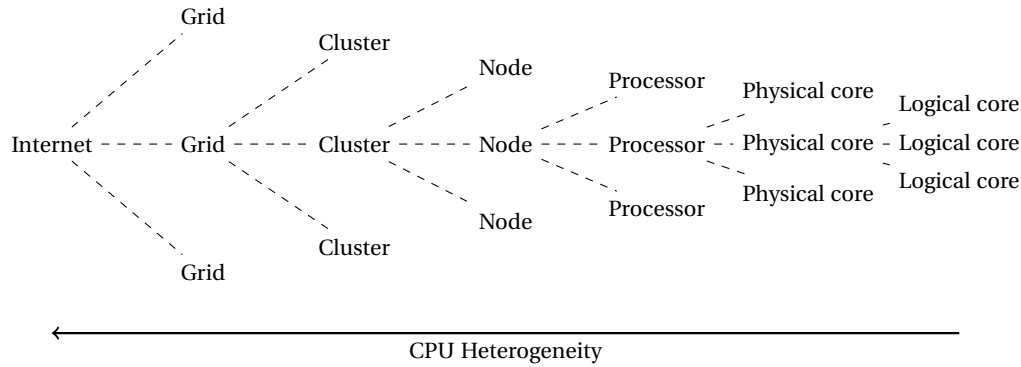 Grid
Cluster
Node
Processor
Physical core
Logical core
Internet Grid Cluster Node Processor Physical core Logical core
Logical core
Physical core
Processor
Node
Cluster
Grid
CPU Heterogeneity